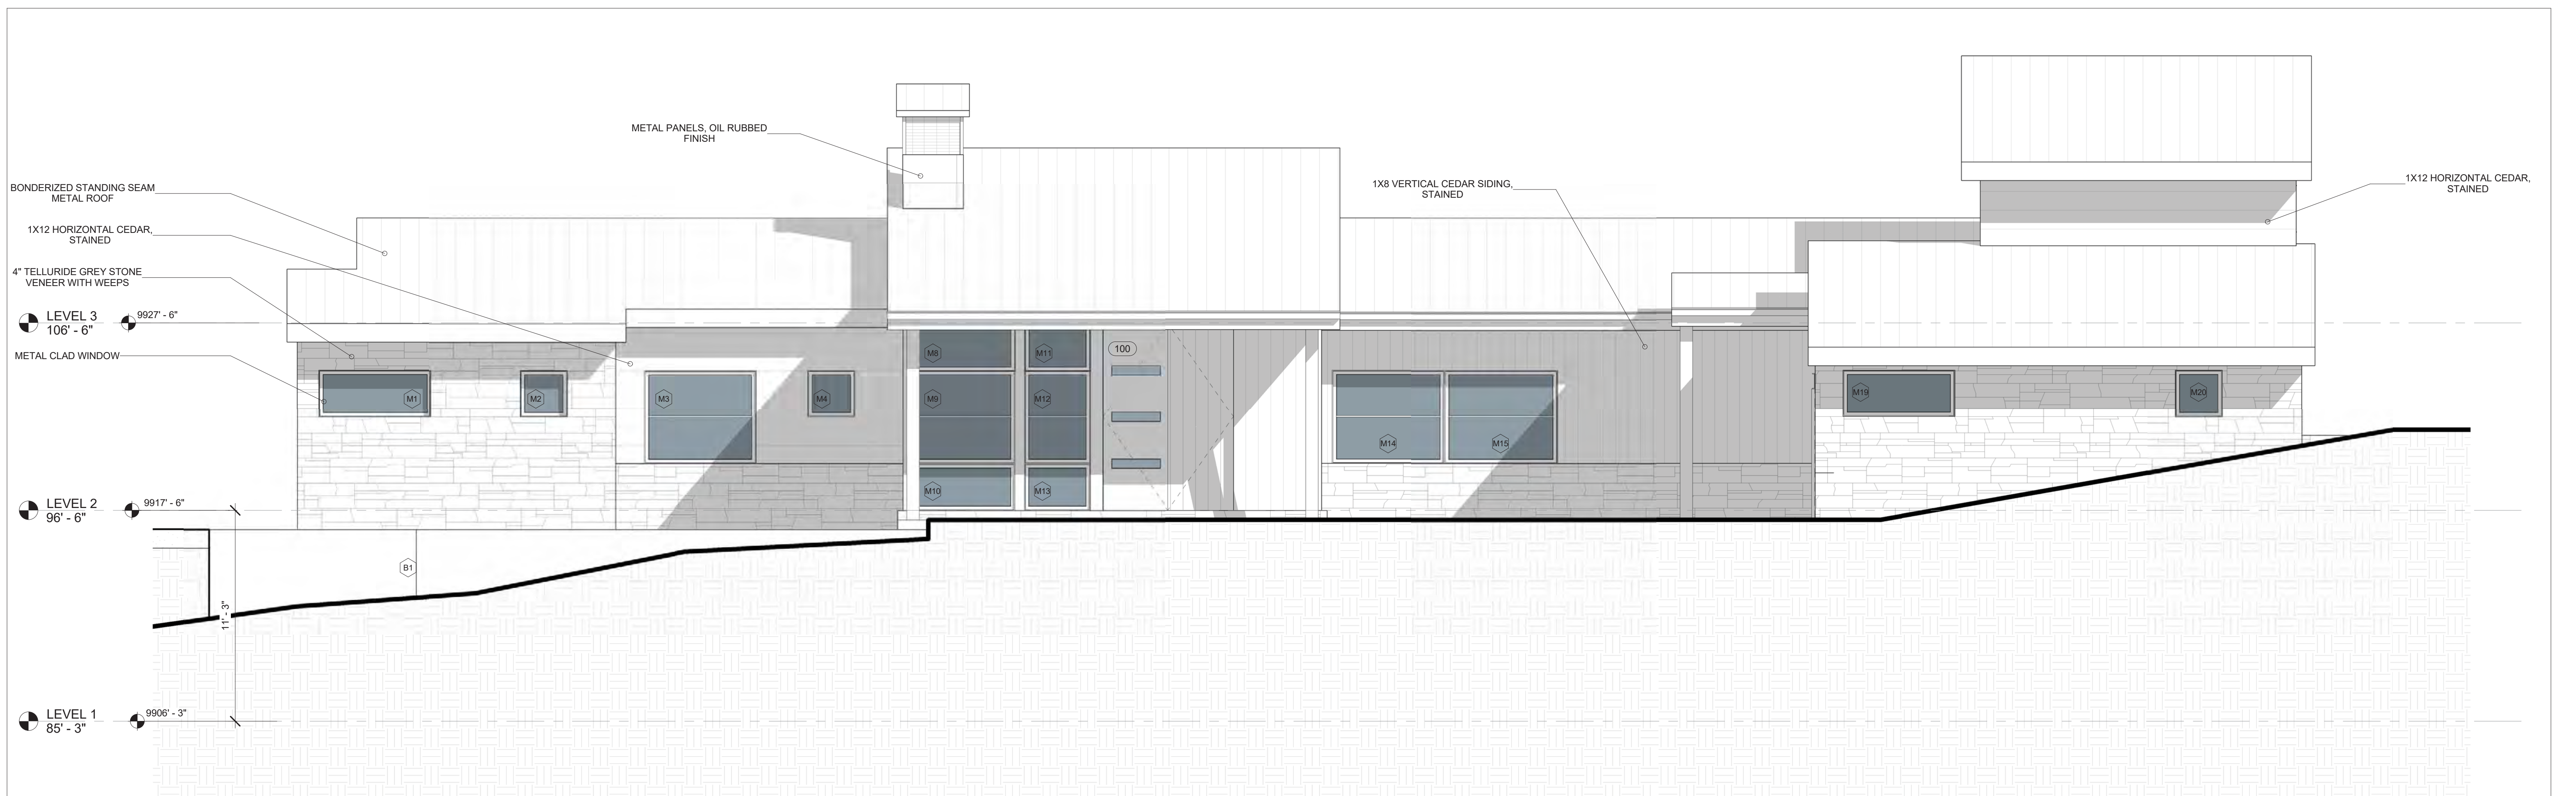 METAL PANELS, OIL RUBBED
FINISH
BONDERIZED STANDING SEAM
METAL ROOF
1X8 VERTICAL CEDAR SIDING,
STAINED
1X12 HORIZONTAL CEDAR,
STAINED
1X12 HORIZONTAL CEDAR,
STAINED
4" TELLURIDE GREY STONE
VENEER WITH WEEPS
LEVEL 3
106' - 6"
9927' - 6"
METAL CLAD WINDOW
M1
M2
M3
M4
M8
M11
100
M9
M12
M10
M13
M14
M15
M19
M20
LEVEL 2
96' - 6"
9917' - 6"
B1
11' - 3"
LEVEL 1
85' - 3"
9906' - 3"